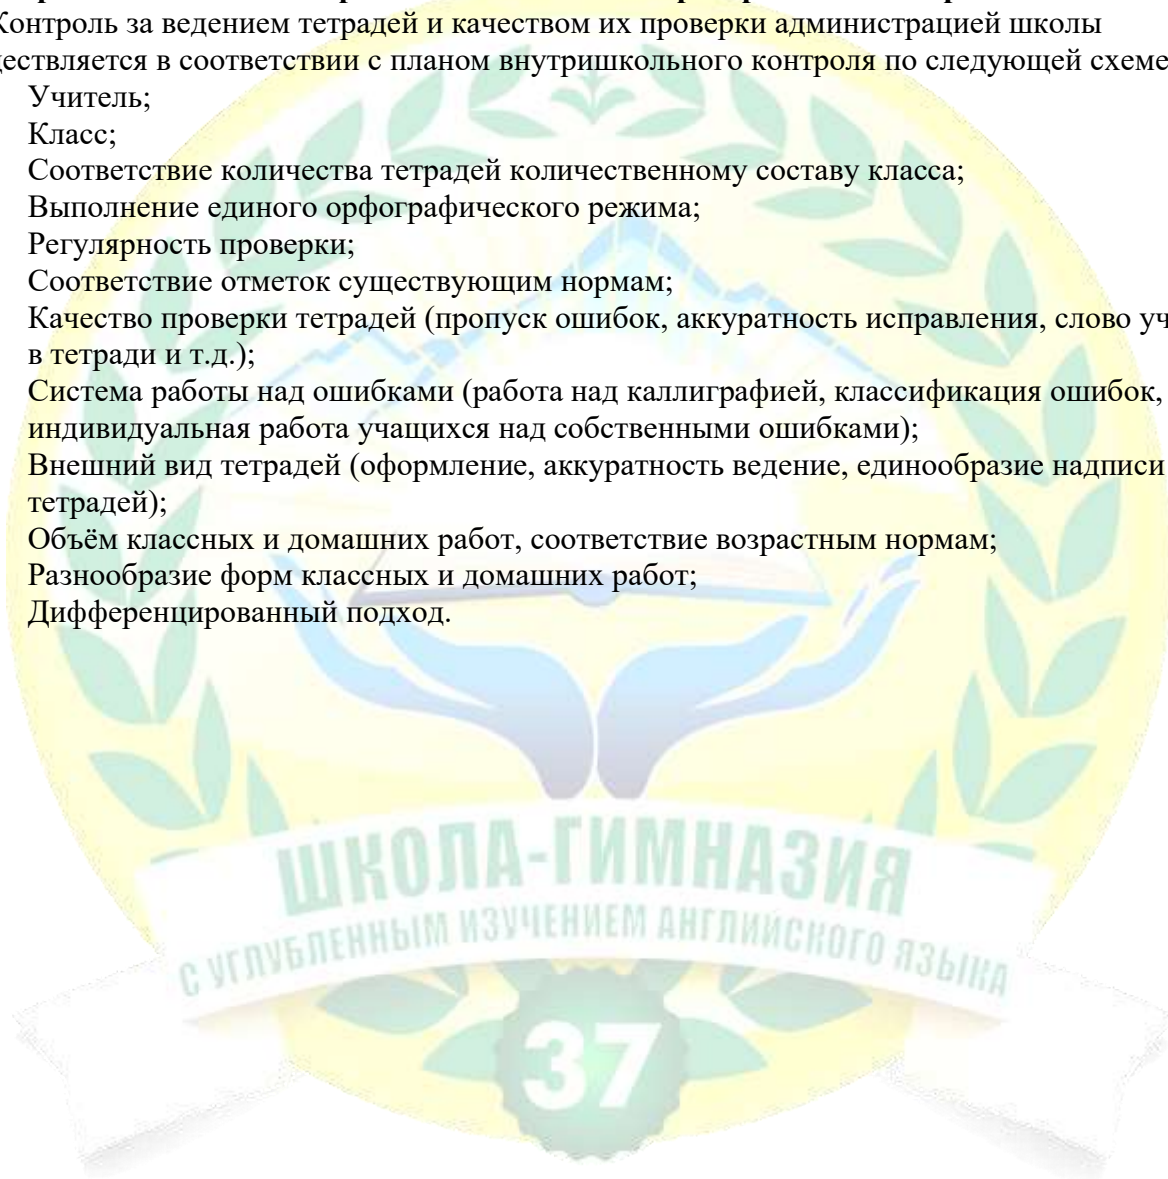 Контроль за ведением тетрадей и качеством их проверки администрацией школы
ествляется в соответствии с планом внутришкольного контроля по следующей схеме
Учитель;
Класс;
Соответствие количества тетрадей количественному составу класса;
Выполнение единого орфографического режима;
Регулярность проверки;
Соответствие отметок существующим нормам;
Качество проверки тетрадей (пропуск ошибок, аккуратность исправления, слово уч
в тетради и т.д.);
Система работы над ошибками (работа над каллиграфией, классификация ошибок,
индивидуальная работа учащихся над собственными ошибками);
Внешний вид тетрадей (оформление, аккуратность ведение, единообразие надписи
тетрадей);
Объём классных и домашних работ, соответствие возрастным нормам;
Разнообразие форм классных и домашних работ;
Дифференцированный подход.
ШКОЛА-ГИМНАЗИЯ
С УГЛУБЛЕННЫМ ИЗУЧЕНИЕМ АНГЛИЙСКОГО ЯЗЫКА
37